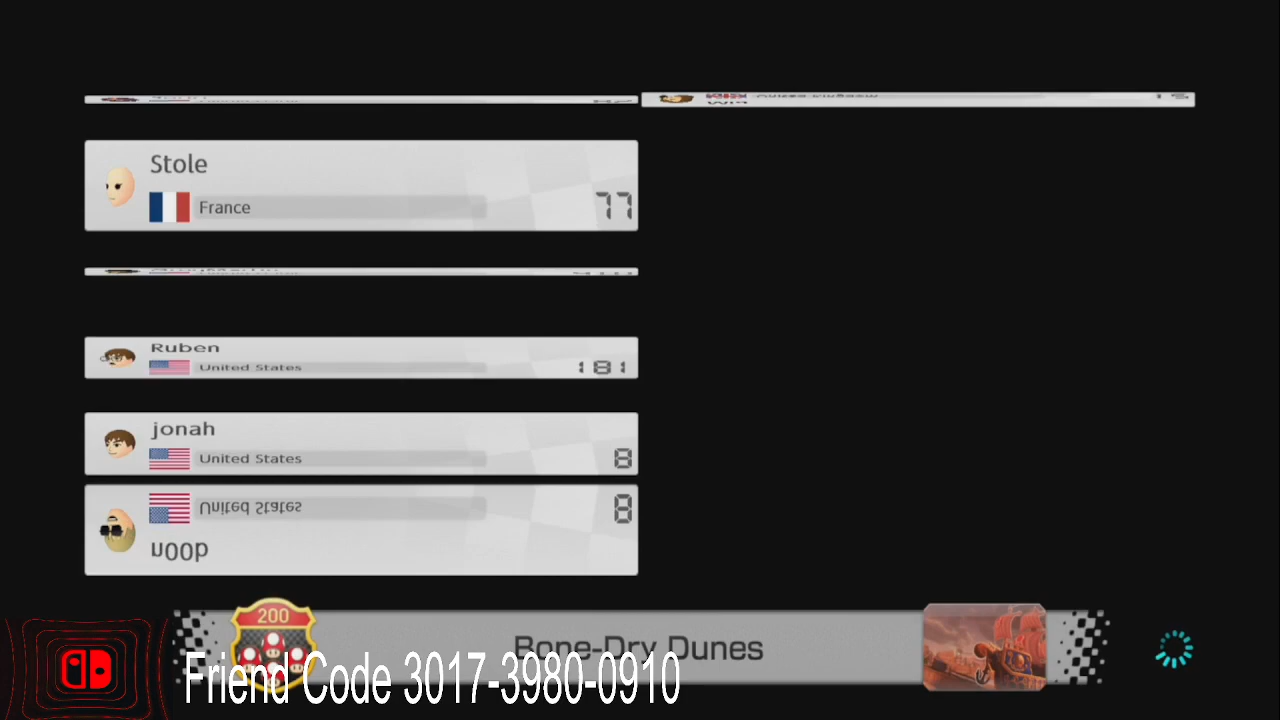 Stole
France 77
Ruben
United States 181
jonah
United States 8
United States 8
n00b
200
Bone-Dry Dunes
Friend Code 3017-3980-0910